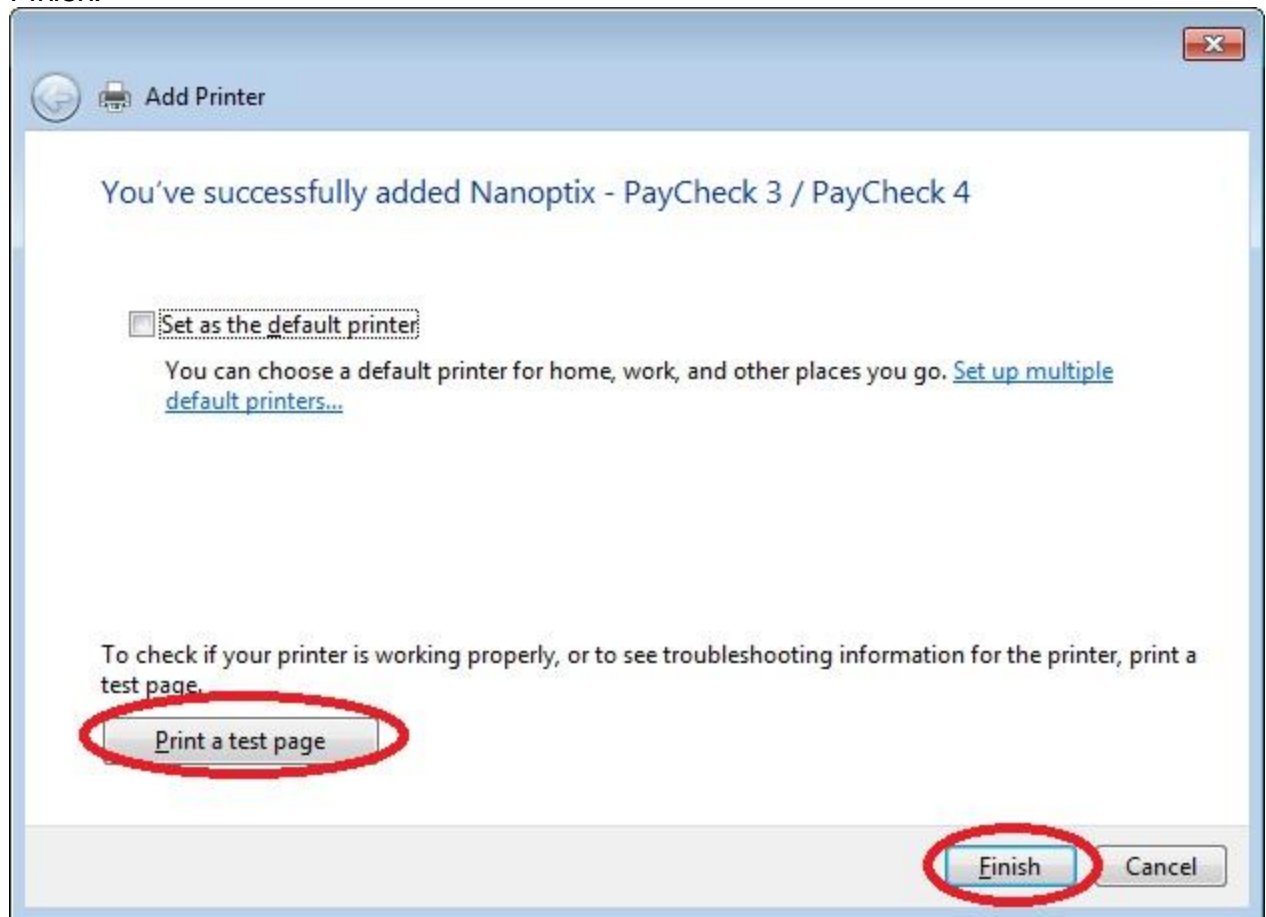 Finish.
Add Printer
You've successfully added Nanoptix - PayCheck 3 / PayCheck 4
Set as the default printer
You can choose a default printer for home, work, and other places you go. Set up multiple
default printers...
To check if your printer is working properly, or to see troubleshooting information for the printer, print a
test page.
Print a test page
Finish
Cancel